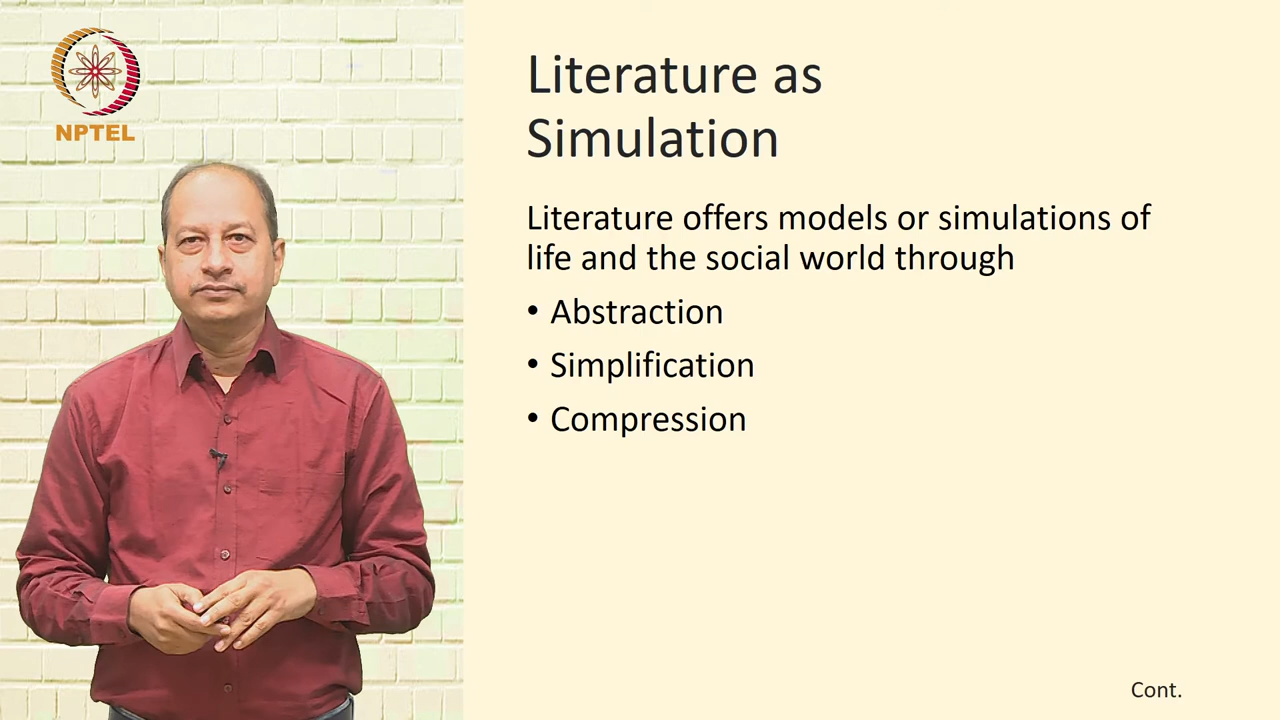 NPTEL
Literature as
Simulation
Literature offers models or simulations of
life and the social world through
• Abstraction
• Simplification
• Compression
Cont.